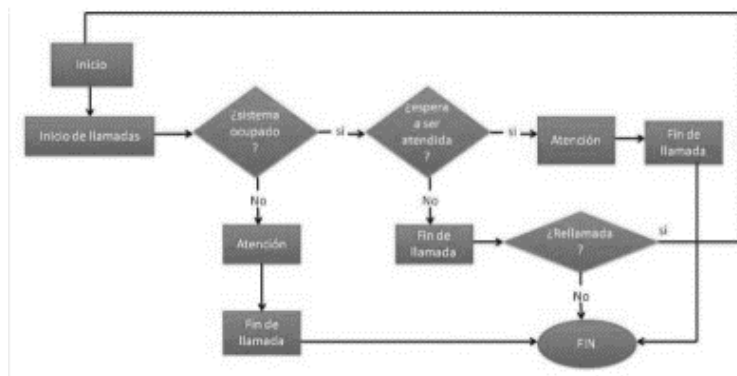 Inicio
Inicio de llamadas
¿sistema
ocupado
?
si
¿espera
a ser
atendida
?
si
Atención
Fin de
llamada
No
No
Atención
Fin de
llamada
¿Rellamada
?
si
No
Fin de
llamada
FIN